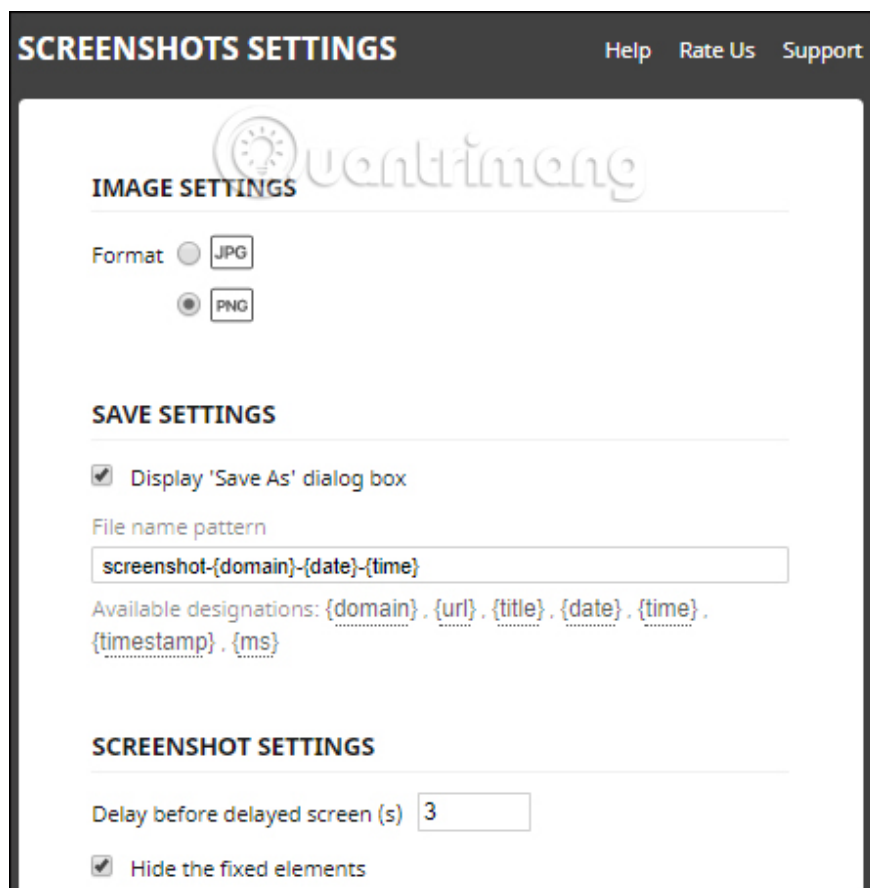 SCREENSHOTS SETTINGS Help Rate Us Support
Quantrimang
IMAGE SETTINGS
Format JPG
PNG
SAVE SETTINGS
Display 'Save As' dialog box
File name pattern
screenshot-{domain}-{date}-{time}
Available designations: {domain} , {url} , {title} , {date} , {time} ,
{timestamp} , {ms}
SCREENSHOT SETTINGS
Delay before delayed screen (s) 3
Hide the fixed elements